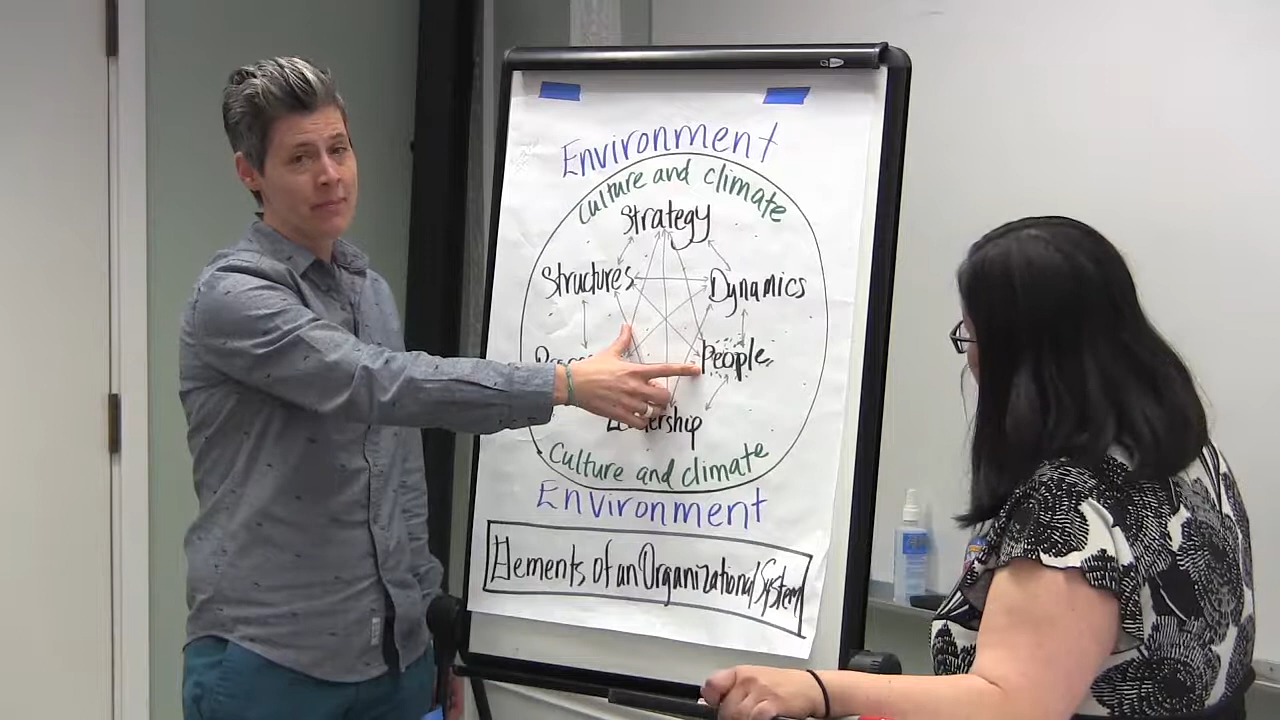 Environment
Culture and climate
Strategy
Structures
Dynamics
People
Leadership
Culture and climate
Environment
Elements of an Organizational System